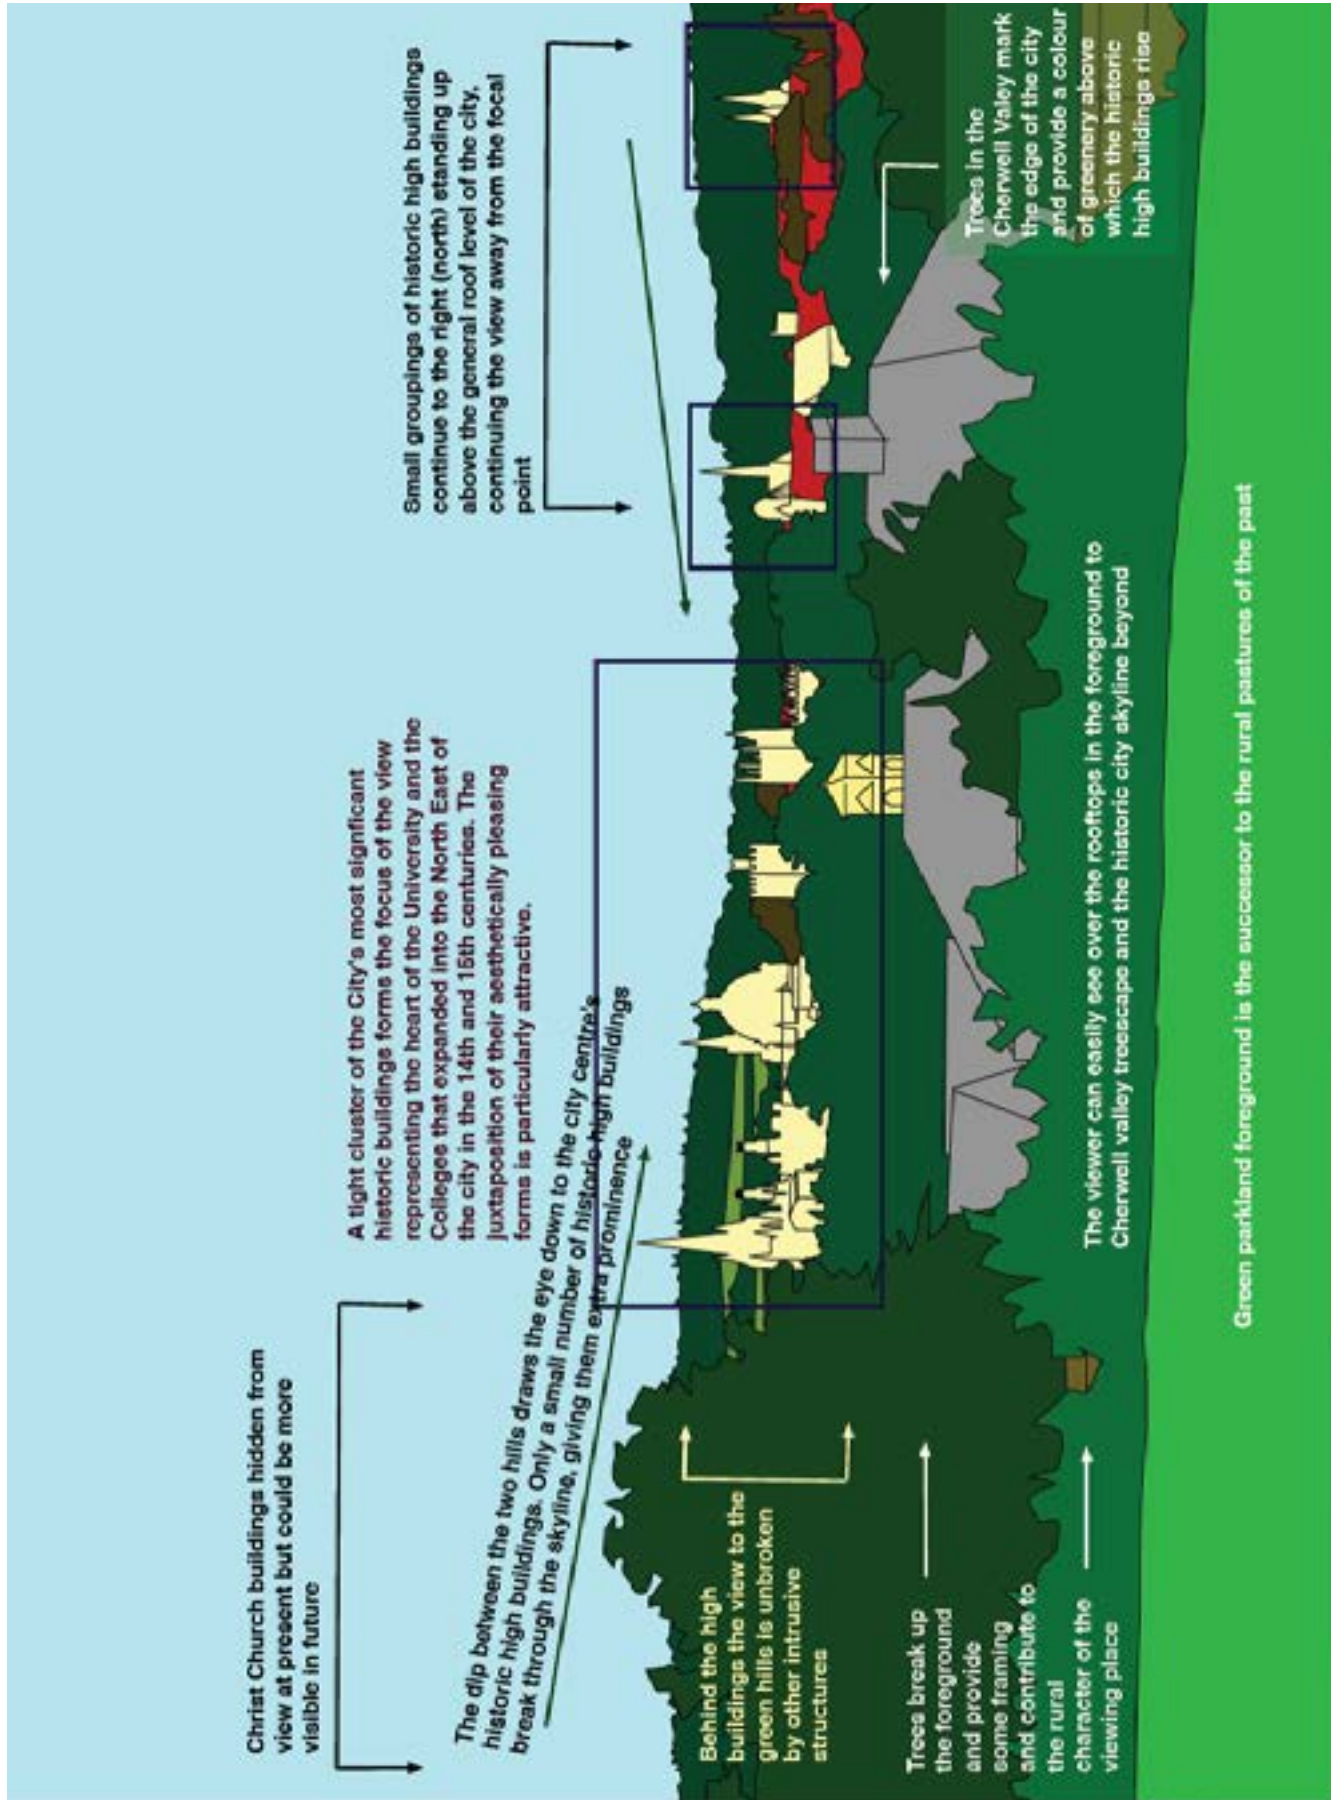 Christ Church buildings hidden from
view at present but could be more
visible in future
A tight cluster of the City's most signficant
historic buildings forms the focus of the view
representing the heart of the University and the
Colleges that expanded into the North East of
the city in the 14th and 15th centuries. The
juxtaposition of their aesthetically pleasing
forms is particularly attractive.
Small groupings of historic high buildings
continue to the right (north) standing up
above the general roof level of the city,
continuing the view away from the focal
point
The dip between the two hills draws the eye down to the city centre's
historic high buildings. Only a small number of historic high buildings
break through the skyline, giving them extra prominence
Behind the high
buildings the view to the
green hills is unbroken
by other intrusive
structures
Trees break up
the foreground
and provide
some framing
and contribute to
the rural
character of the
viewing place
The viewer can easily see over the rooftops in the foreground to
Cherwell valley treescape and the historic city skyline beyond
Trees in the
Cherwell Valey mark
the edge of the city
and provide a colour
of greenery above
which the historic
high buildings rise
Green parkland foreground is the successor to the rural pastures of the past